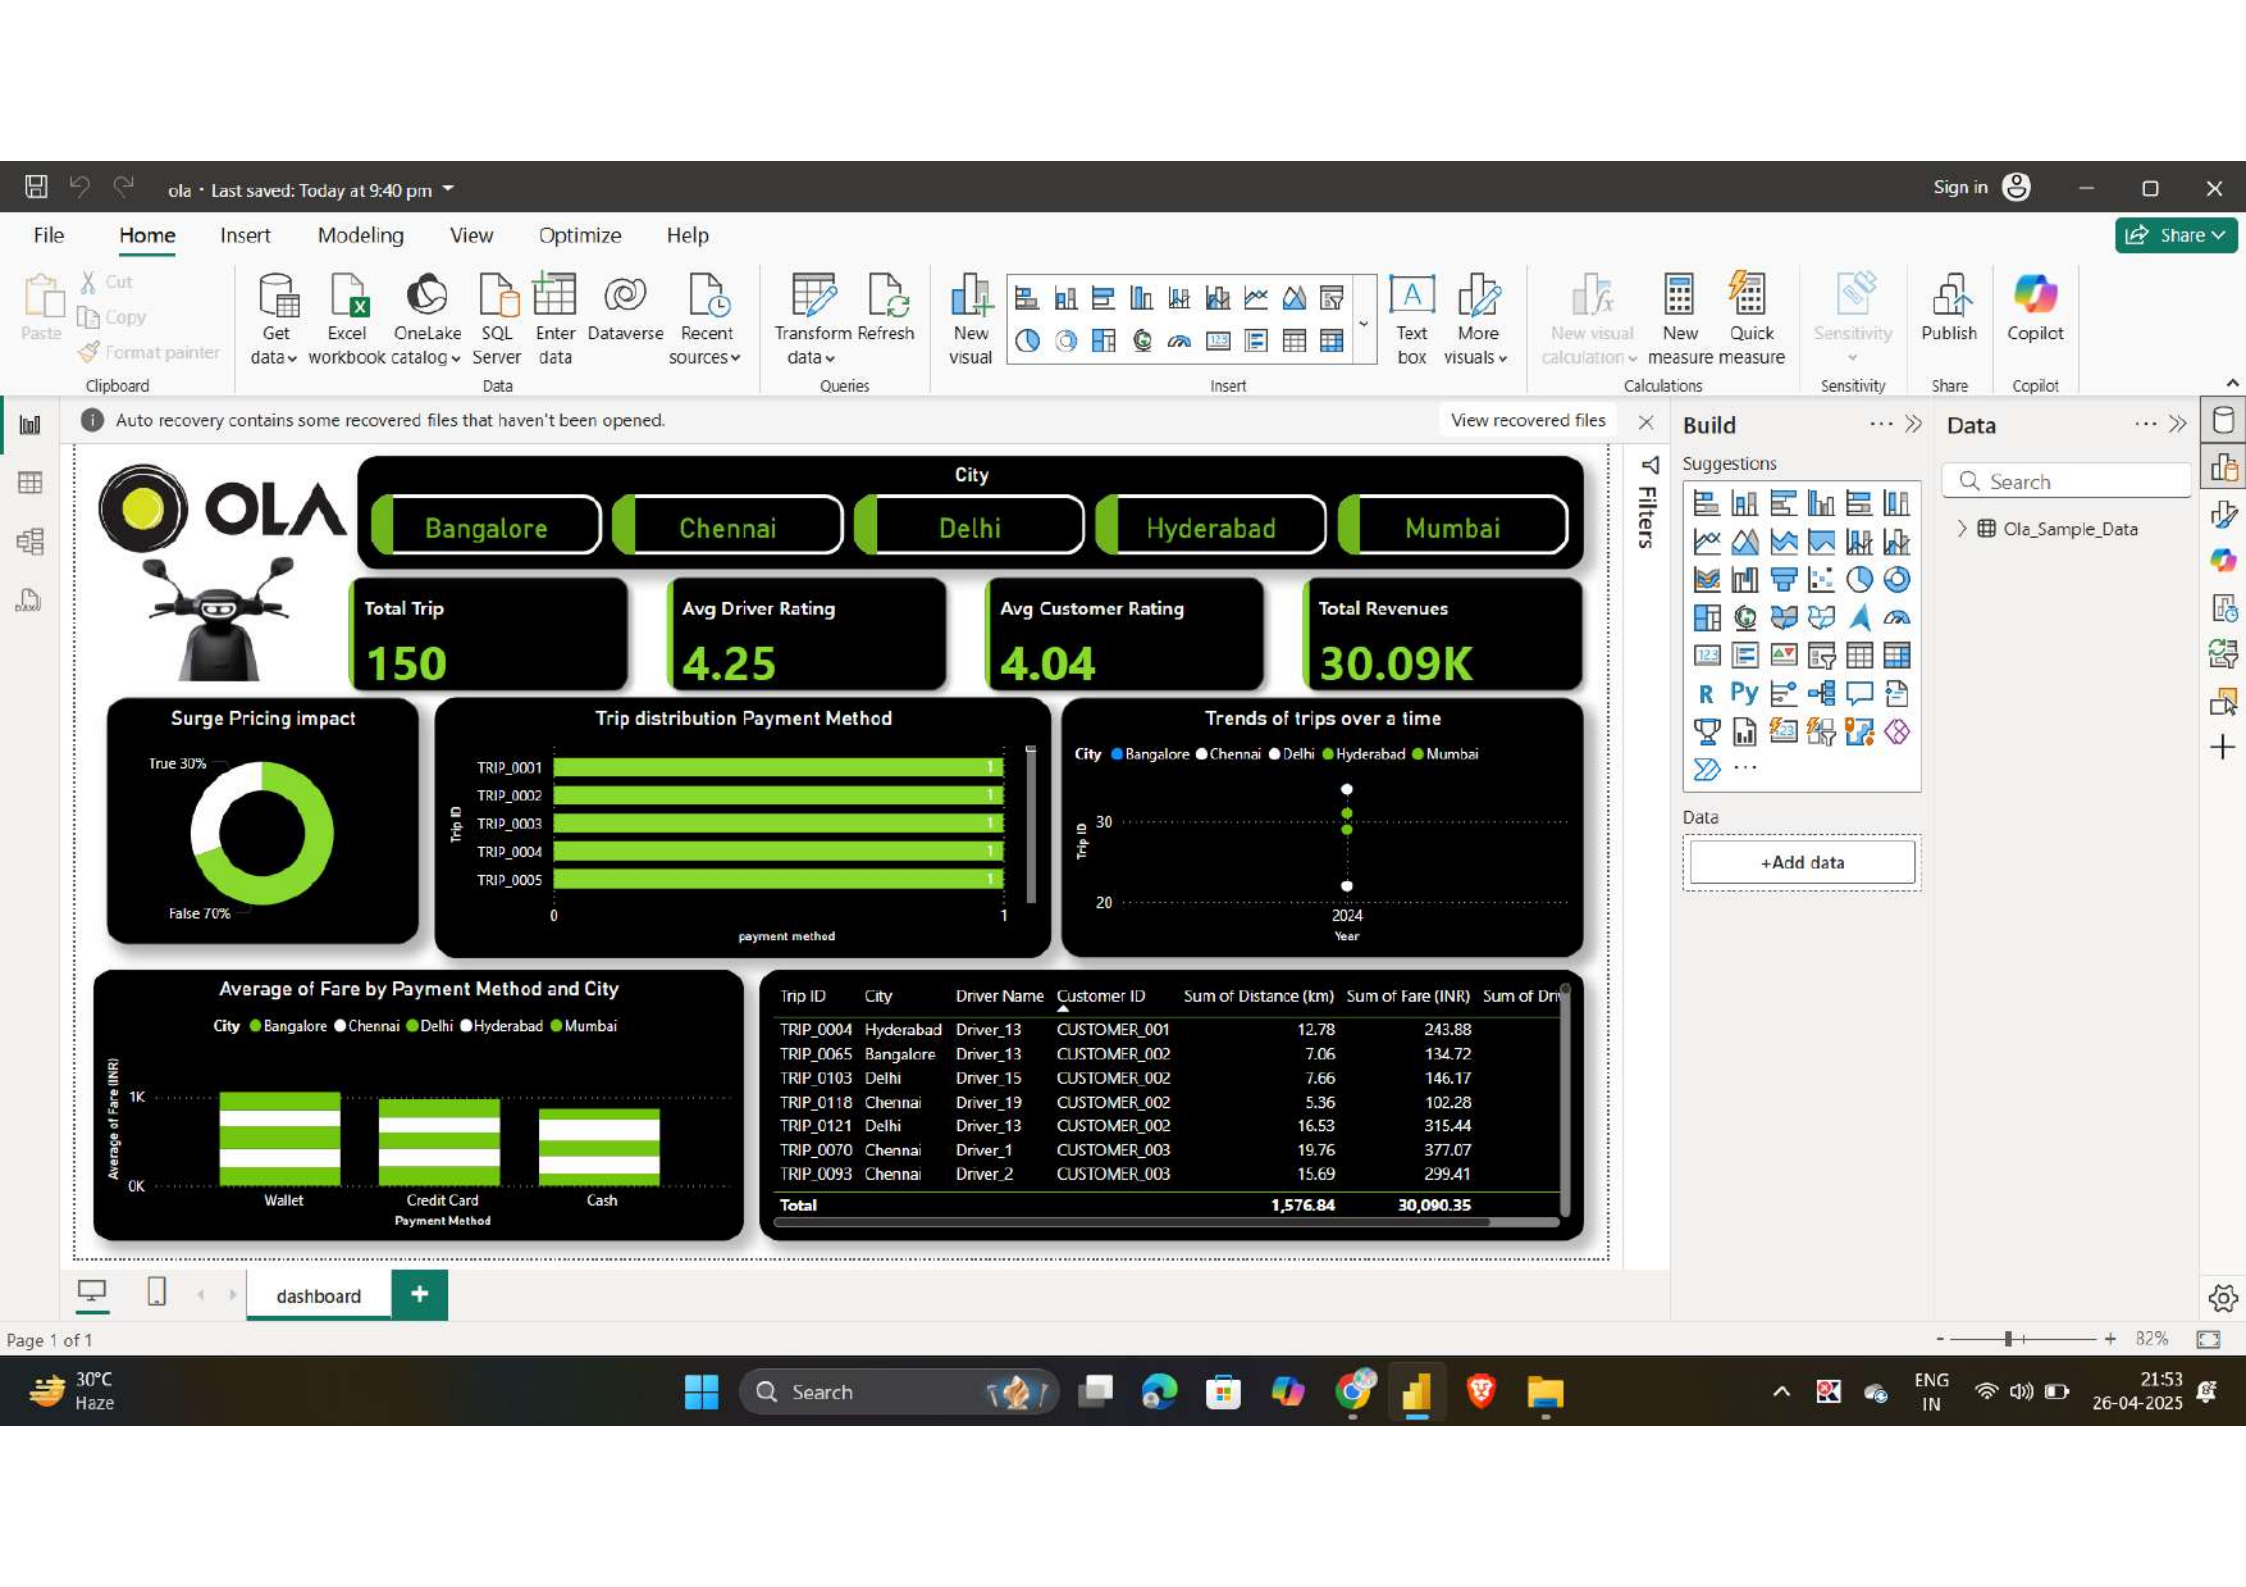 ola • Last saved: Today at 9:40 pm
Sign in
File Home Insert Modeling View Optimize Help
Share
Paste
Cut
Copy
Format painter
Clipboard
Get data
Excel workbook
OneLake catalog
SQL Server
Enter data
Dataverse
Recent sources
Data
Transform data
Refresh
Queries
New visual
Text box
More visuals
Insert
New visual calculation
New measure
Quick measure
Calculations
Sensitivity
Sensitivity
Publish
Share
Copilot
Copilot
Auto recovery contains some recovered files that haven't been opened.
View recovered files
OLA
City
Bangalore Chennai Delhi Hyderabad Mumbai
Total Trip
150
Avg Driver Rating
4.25
Avg Customer Rating
4.04
Total Revenues
30.09K
Surge Pricing impact
True 30%
False 70%
Trip distribution Payment Method
Trip ID
TRIP_0001 1
TRIP_0002 1
TRIP_0003 1
TRIP_0004 1
TRIP_0005 1
0 1
payment method
Trends of trips over a time
City Bangalore Chennai Delhi Hyderabad Mumbai
Trip ID
30
20
2024
Year
Average of Fare by Payment Method and City
City Bangalore Chennai Delhi Hyderabad Mumbai
Average of Fare (INR)
1K
0K
Wallet Credit Card Cash
Payment Method
Trip ID City Driver Name Customer ID Sum of Distance (km) Sum of Fare (INR) Sum of Dri
TRIP_0004 Hyderabad Driver_13 CUSTOMER_001 12.78 243.88
TRIP_0065 Bangalore Driver_13 CUSTOMER_002 7.06 134.72
TRIP_0103 Delhi Driver_15 CUSTOMER_002 7.66 146.17
TRIP_0118 Chennai Driver_19 CUSTOMER_002 5.36 102.28
TRIP_0121 Delhi Driver_13 CUSTOMER_002 16.53 315.44
TRIP_0070 Chennai Driver_1 CUSTOMER_003 19.76 377.07
TRIP_0093 Chennai Driver_2 CUSTOMER_003 15.69 299.41
Total 1,576.84 30,090.35
Filters
Build
Suggestions
R Py
123
Data
+Add data
Data
Search
Ola_Sample_Data
dashboard
Page 1 of 1
82%
30°C
Haze
Search
ENG
IN
21:53
26-04-2025